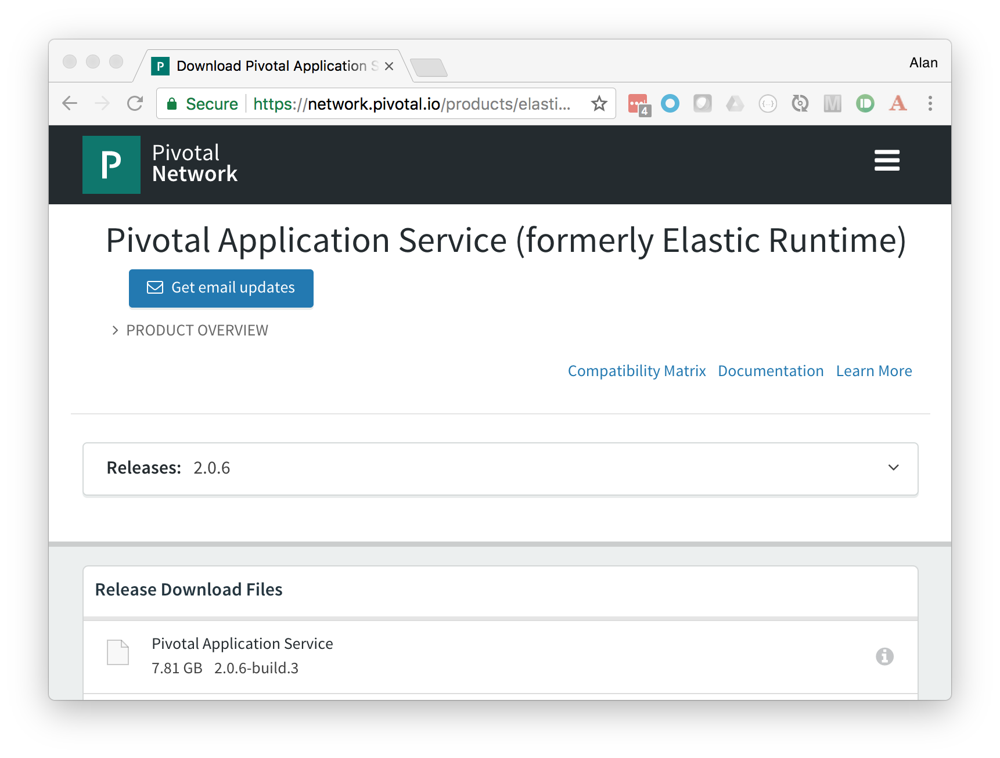 Download Pivotal Application S
Alan
Secure https://network.pivotal.io/products/elasti...
4
{...}
M
A
P
Pivotal
Network
Pivotal Application Service (formerly Elastic Runtime)
Get email updates
PRODUCT OVERVIEW
Compatibility Matrix Documentation Learn More
Releases: 2.0.6
Release Download Files
Pivotal Application Service
7.81 GB 2.0.6-build.3